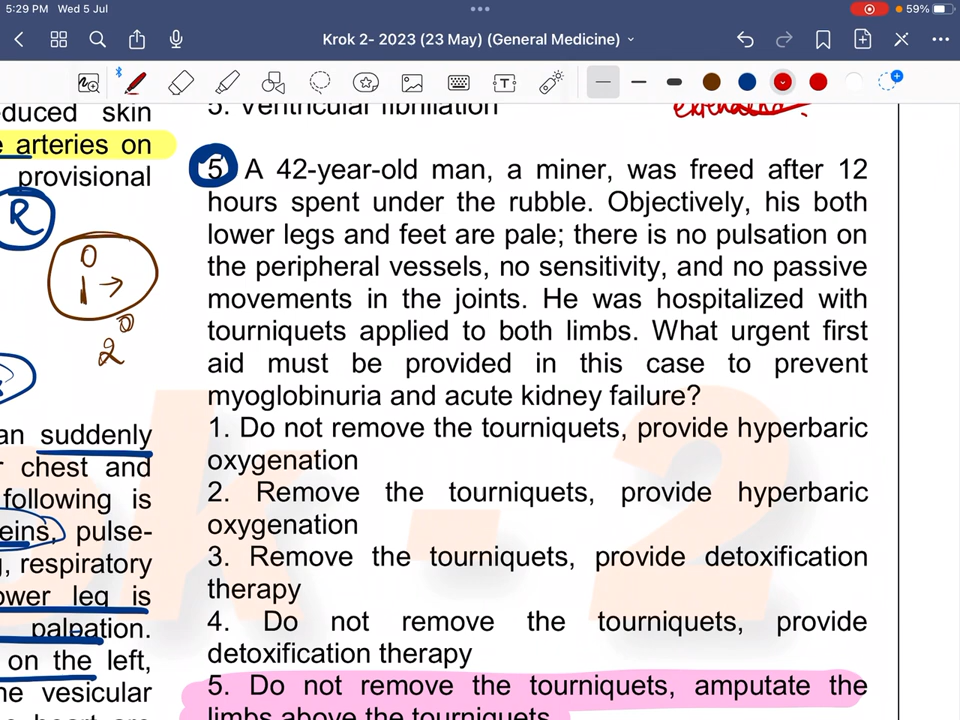 5:29 PM Wed 5 Jul
59%
Krok 2- 2023 (23 May) (General Medicine)
duced skin
arteries on
provisional
R
0
1 →
0
2
an suddenly
r chest and
following is
eins, pulse-
, respiratory
ower leg is
palpation.
on the left,
ne vesicular
5. Ventricular fibrillation
5. A 42-year-old man, a miner, was freed after 12
hours spent under the rubble. Objectively, his both
lower legs and feet are pale; there is no pulsation on
the peripheral vessels, no sensitivity, and no passive
movements in the joints. He was hospitalized with
tourniquets applied to both limbs. What urgent first
aid must be provided in this case to prevent
myoglobinuria and acute kidney failure?
1. Do not remove the tourniquets, provide hyperbaric
oxygenation
2. Remove the tourniquets, provide hyperbaric
oxygenation
3. Remove the tourniquets, provide detoxification
therapy
4. Do not remove the tourniquets, provide
detoxification therapy
5. Do not remove the tourniquets, amputate the
limbs above the tourniquets